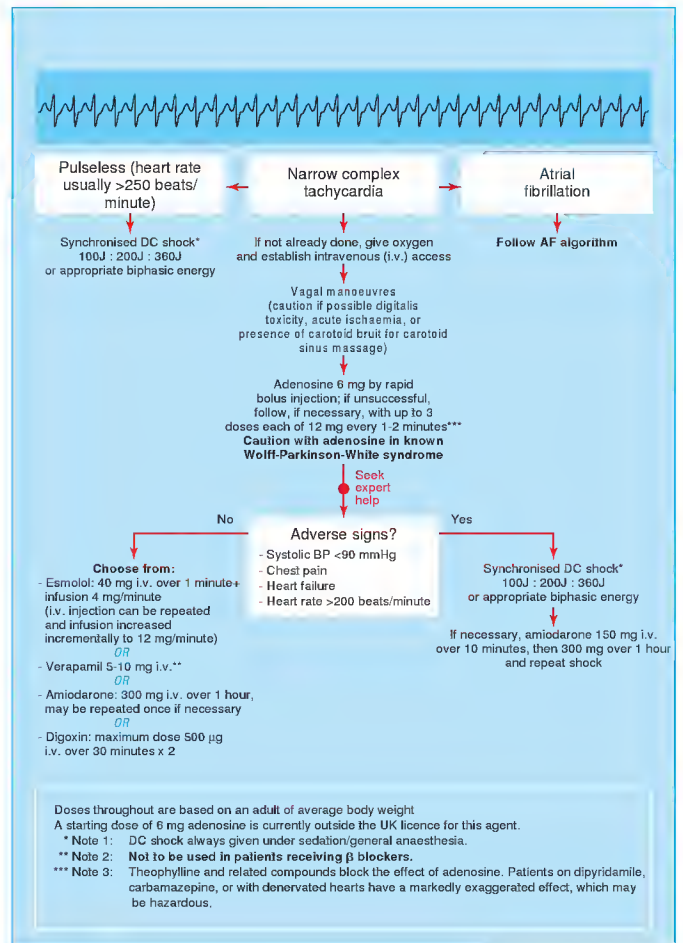 Pulseless (heart rate
usually >250 beats/
minute)
Narrow complex
tachycardia
Atrial
fibrillation
Synchronised DC shock*
100J : 200J : 360J
or appropriate biphasic energy
If not already done, give oxygen
and establish intravenous (i.v.) access
Follow AF algorithm
Vagal manoeuvres
(caution if possible digitalis
toxicity, acute ischaemia, or
presence of carotoid bruit for carotoid
sinus massage)
Adenosine 6 mg by rapid
bolus injection; if unsuccessful,
follow, if necessary, with up to 3
doses each of 12 mg every 1-2 minutes***
Caution with adenosine in known
Wolff-Parkinson-White syndrome
Seek
expert
help
No
Yes
Adverse signs?
- Systolic BP <90 mmHg
- Chest pain
- Heart failure
- Heart rate >200 beats/minute
Choose from:
- Esmolol: 40 mg i.v. over 1 minute+
infusion 4 mg/minute
(i.v. injection can be repeated
and infusion increased
incrementally to 12 mg/minute)
OR
- Verapamil 5-10 mg i.v.**
OR
- Amiodarone: 300 mg i.v. over 1 hour,
may be repeated once if necessary
OR
- Digoxin: maximum dose 500 µg
i.v. over 30 minutes x 2
Synchronised DC shock*
100J : 200J : 360J
or appropriate biphasic energy
If necessary, amiodarone 150 mg i.v.
over 10 minutes, then 300 mg over 1 hour
and repeat shock
Doses throughout are based on an adult of average body weight
A starting dose of 6 mg adenosine is currently outside the UK licence for this agent.
* Note 1: DC shock always given under sedation/general anaesthesia.
** Note 2: Not to be used in patients receiving β blockers.
*** Note 3: Theophylline and related compounds block the effect of adenosine. Patients on dipyridamile,
carbamazepine, or with denervated hearts have a markedly exaggerated effect, which may
be hazardous.